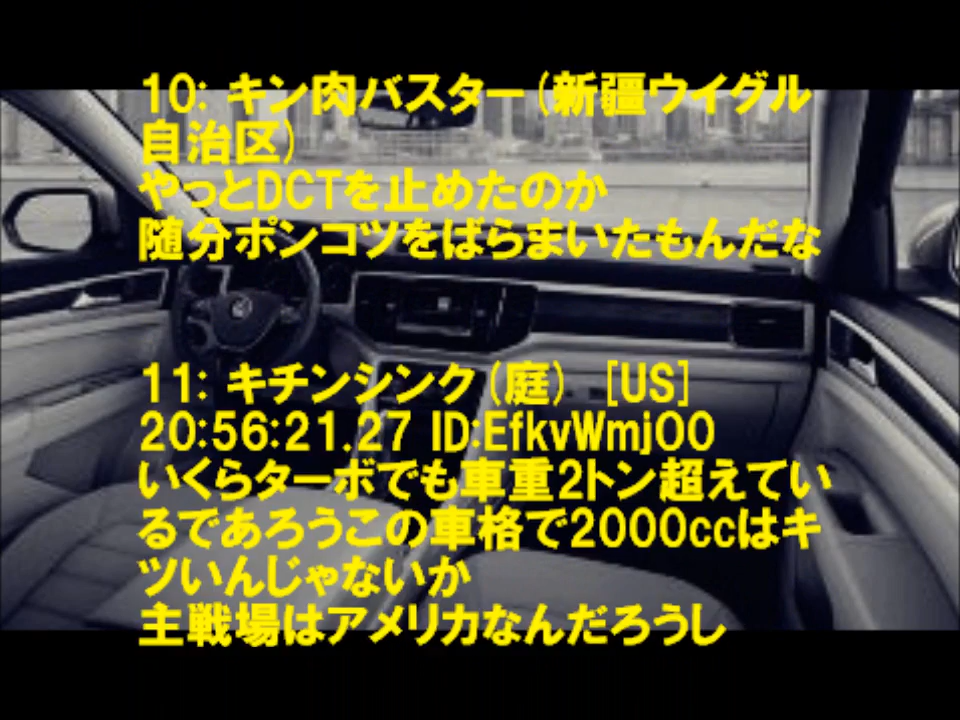 10: キン肉バスター(新疆ウイグル
自治区)
やっとDCTを止めたのか
随分ポンコツをばらまいたもんだな
11: キチンシンク(庭) [US]
20:56:21.27 ID:EfkvWmjO0
いくらターボでも車重2トン超えてい
るであろうこの車格で2000ccはキ
ツいんじゃないか
主戦場はアメリカなんだろうし